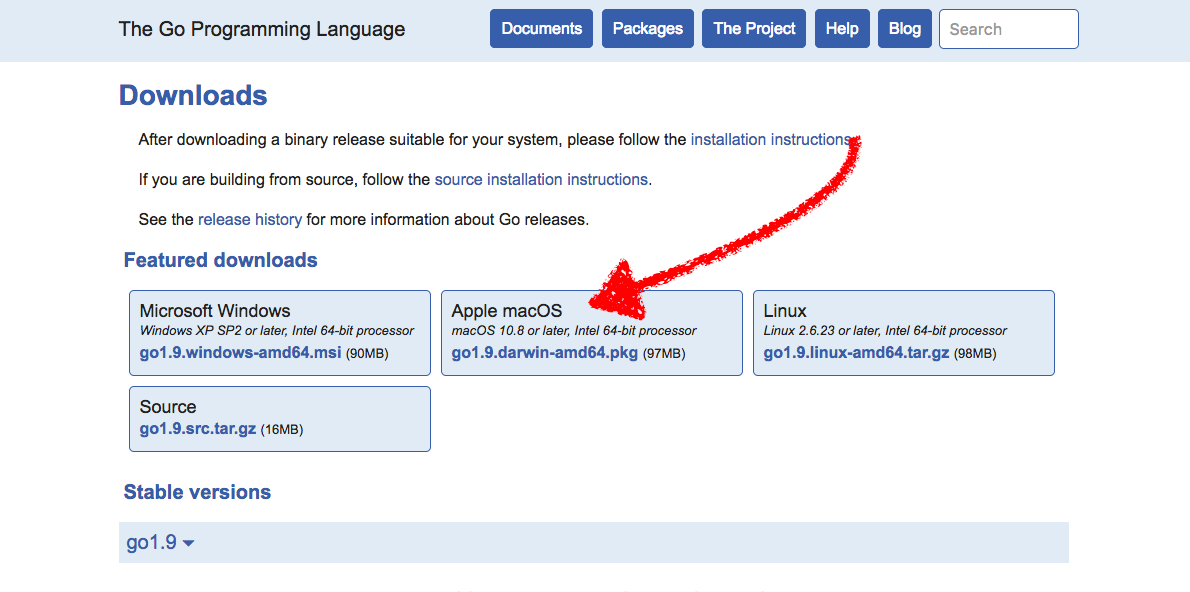 The Go Programming Language
Documents
Packages
The Project
Help
Blog
Search
Downloads
After downloading a binary release suitable for your system, please follow the installation instructions
If you are building from source, follow the source installation instructions.
See the release history for more information about Go releases.
Featured downloads
Microsoft Windows
Windows XP SP2 or later, Intel 64-bit processor
go1.9.windows-amd64.msi (90MB)
Apple macOS
macOS 10.8 or later, Intel 64-bit processor
go1.9.darwin-amd64.pkg (97MB)
Linux
Linux 2.6.23 or later, Intel 64-bit processor
go1.9.linux-amd64.tar.gz (98MB)
Source
go1.9.src.tar.gz (16MB)
Stable versions
go1.9